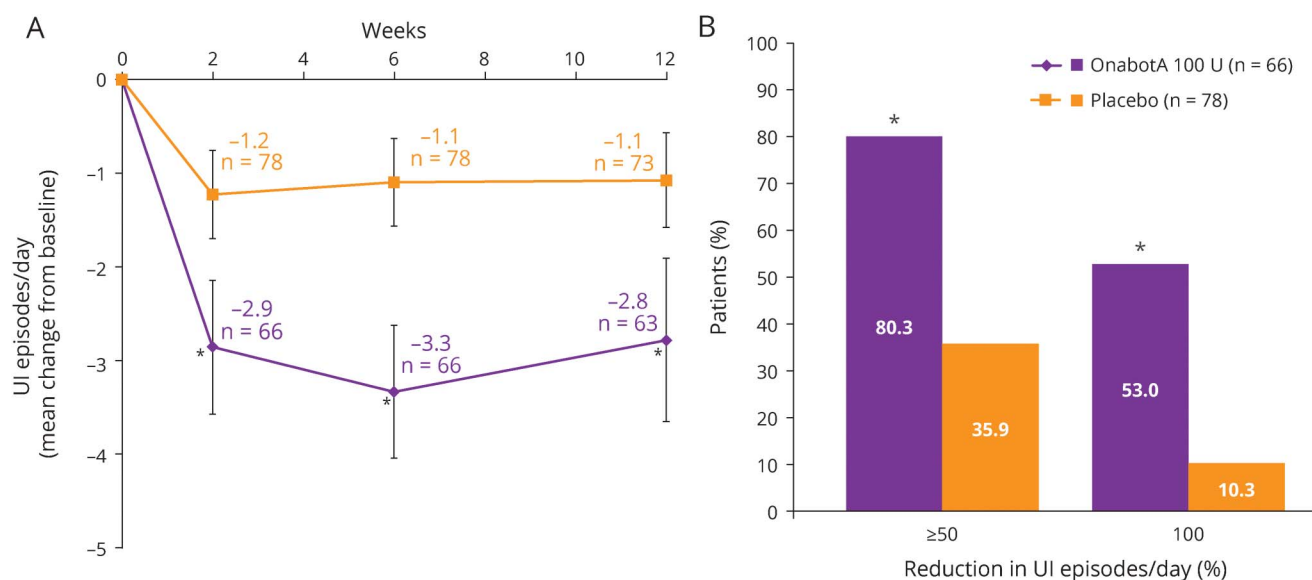 A
Weeks
0 2 4 6 8 10 12
0
–1
–2
–3
–4
–5
UI episodes/day
(mean change from baseline)
–1.2
n = 78
–1.1
n = 78
–1.1
n = 73
–2.9
n = 66
*
–3.3
n = 66
*
–2.8
n = 63
*
B
OnabotA 100 U (n = 66)
Placebo (n = 78)
100
90
80
70
60
50
40
30
20
10
0
Patients (%)
*
80.3
35.9
*
53.0
10.3
≥50 100
Reduction in UI episodes/day (%)